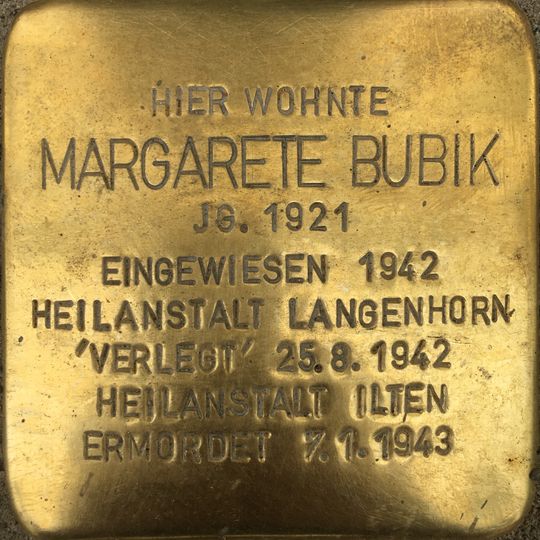 HIER WOHNTE
MARGARETE BUBIK
JG. 1921
EINGEWIESEN 1942
HEILANSTALT LANGENHORN
'VERLEGT' 25.8.1942
HEILANSTALT ILTEN
ERMORDET 7.1.1943